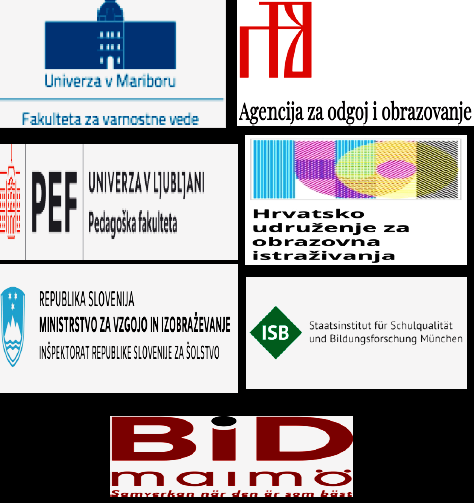 Univerza v Mariboru
Fakulteta za varnostne vede
Agencija za odgoj i obrazovanje
PEF
UNIVERZA V LJUBLJANI
Pedagoška fakulteta
Hrvatsko
udruženje za
obrazovna
istraživanja
REPUBLIKA SLOVENIJA
MINISTRSTVO ZA VZGOJO IN IZOBRAŽEVANJE
INŠPEKTORAT REPUBLIKE SLOVENIJE ZA ŠOLSTVO
ISB
Staatsinstitut für Schulqualität
und Bildungsforschung München
BiD
malmö
Samverkan när den är som bäst